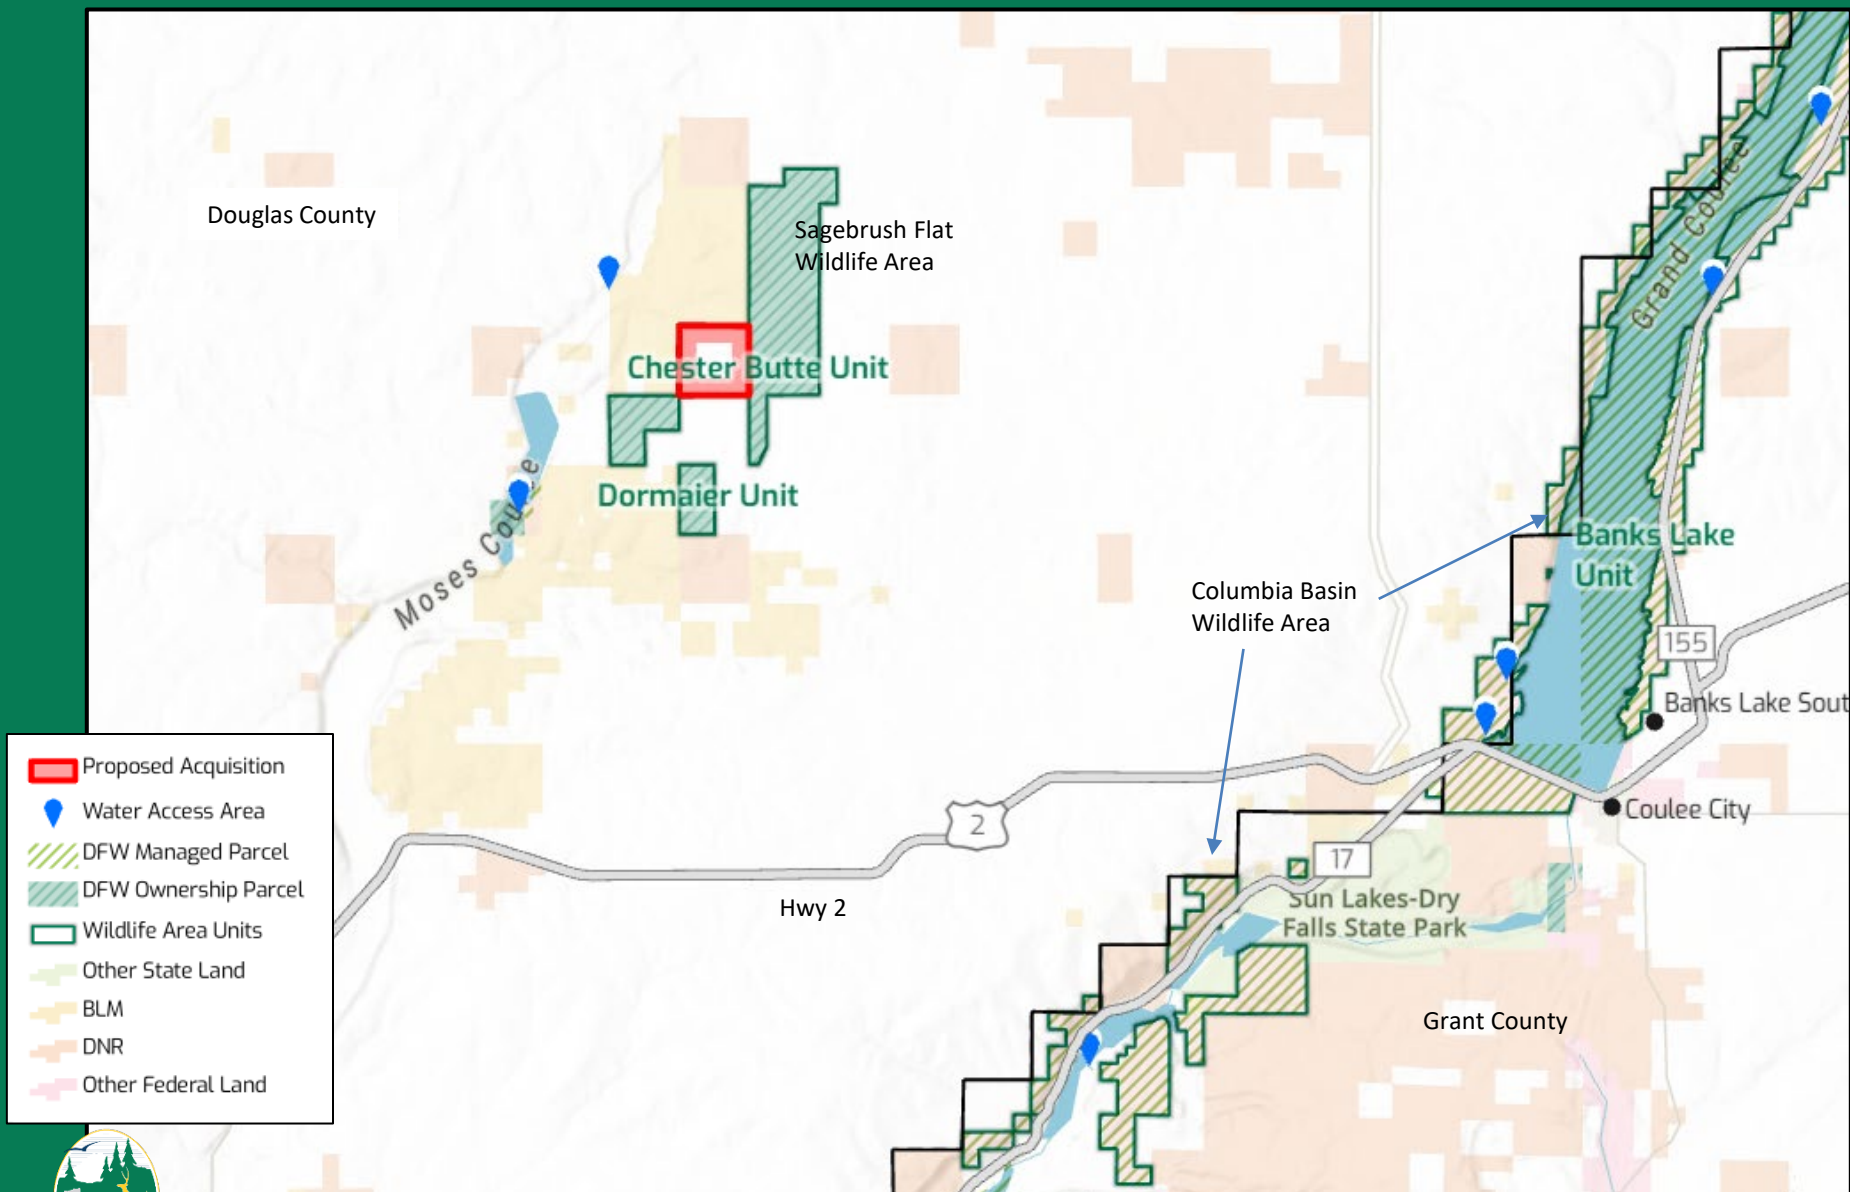 Douglas County
Sagebrush Flat
Wildlife Area
Grand Coulee
Chester Butte Unit
Dormaier Unit
Moses Coulee
Banks Lake
Unit
Columbia Basin
Wildlife Area
155
Banks Lake Sout
Coulee City
2
17
Hwy 2
Sun Lakes-Dry
Falls State Park
Grant County
Proposed Acquisition
Water Access Area
DFW Managed Parcel
DFW Ownership Parcel
Wildlife Area Units
Other State Land
BLM
DNR
Other Federal Land